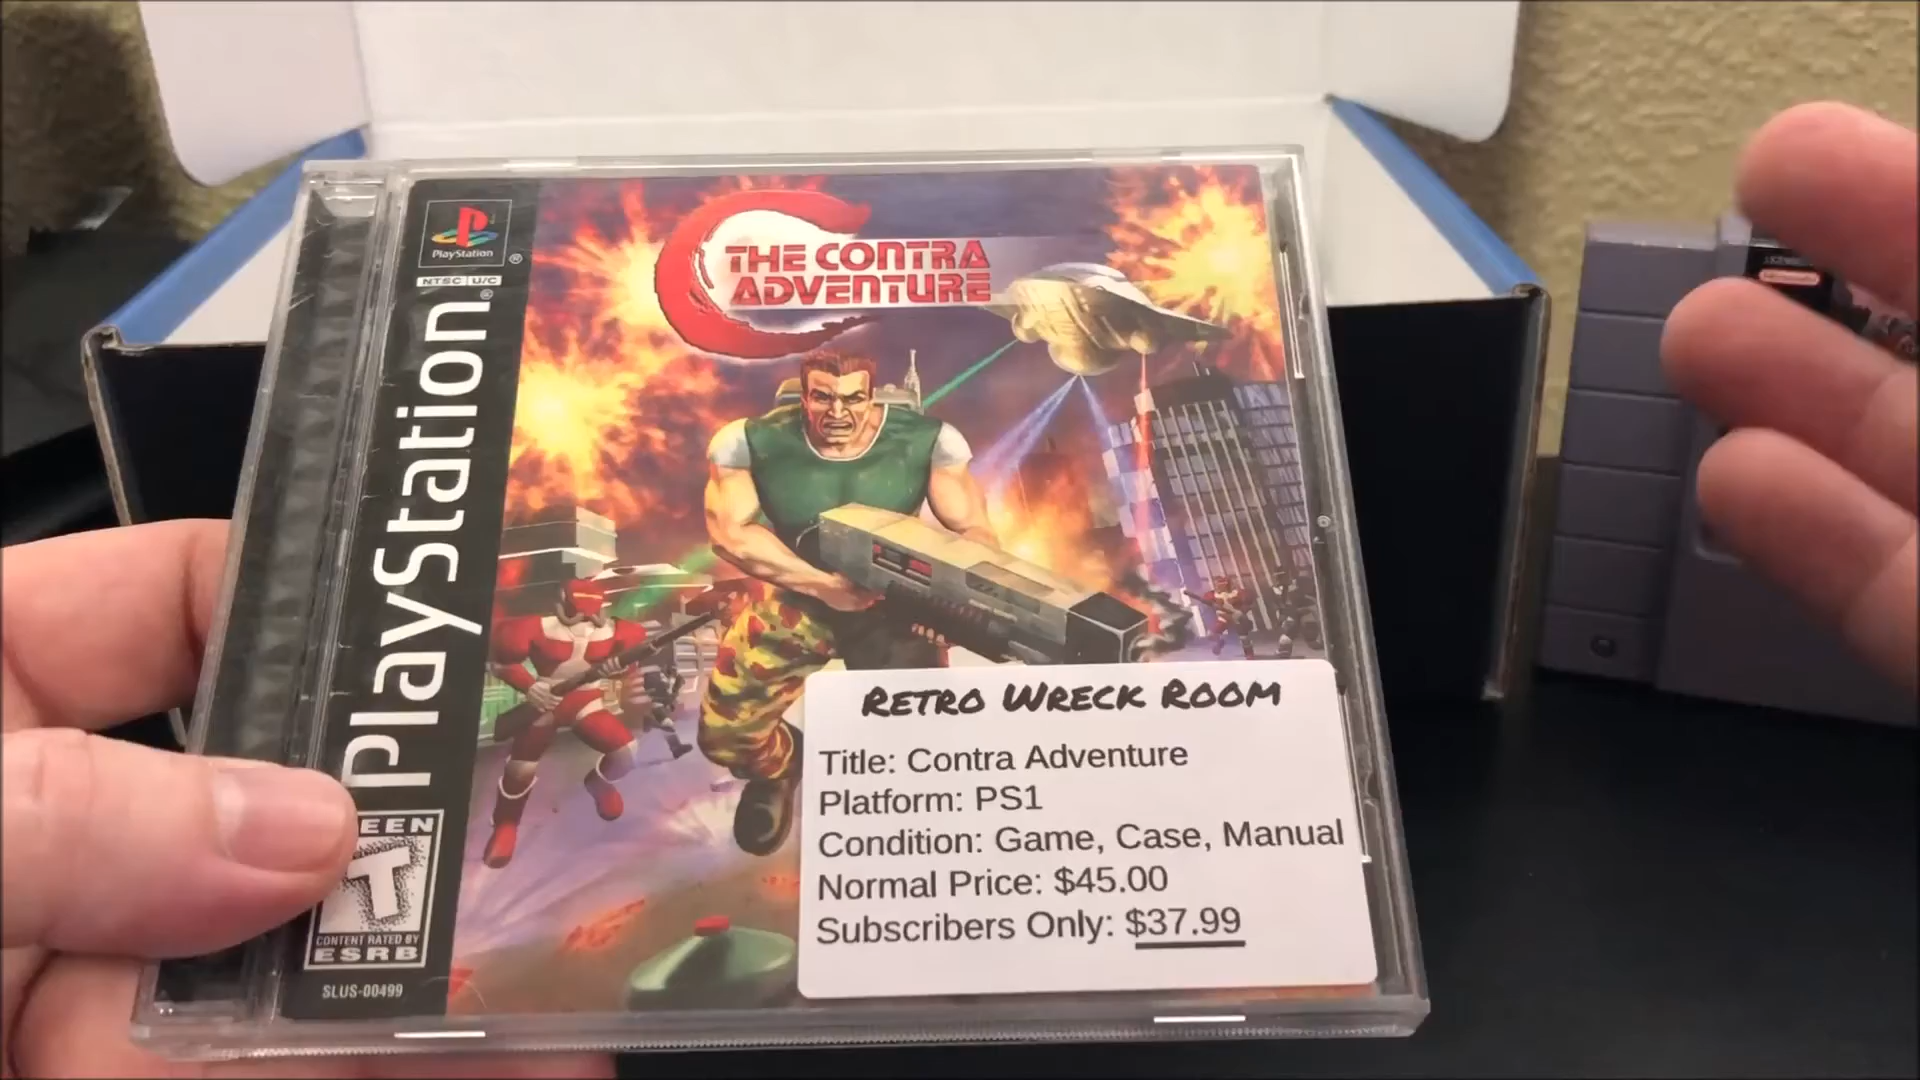 PlayStation
NTSC U/C
PlayStation
THE CONTRA
ADVENTURE
RETRO WRECK ROOM
Title: Contra Adventure
Platform: PS1
Condition: Game, Case, Manual
Normal Price: $45.00
Subscribers Only: $37.99
EEN
T
CONTENT RATED BY
ESRB
SLUS-00499